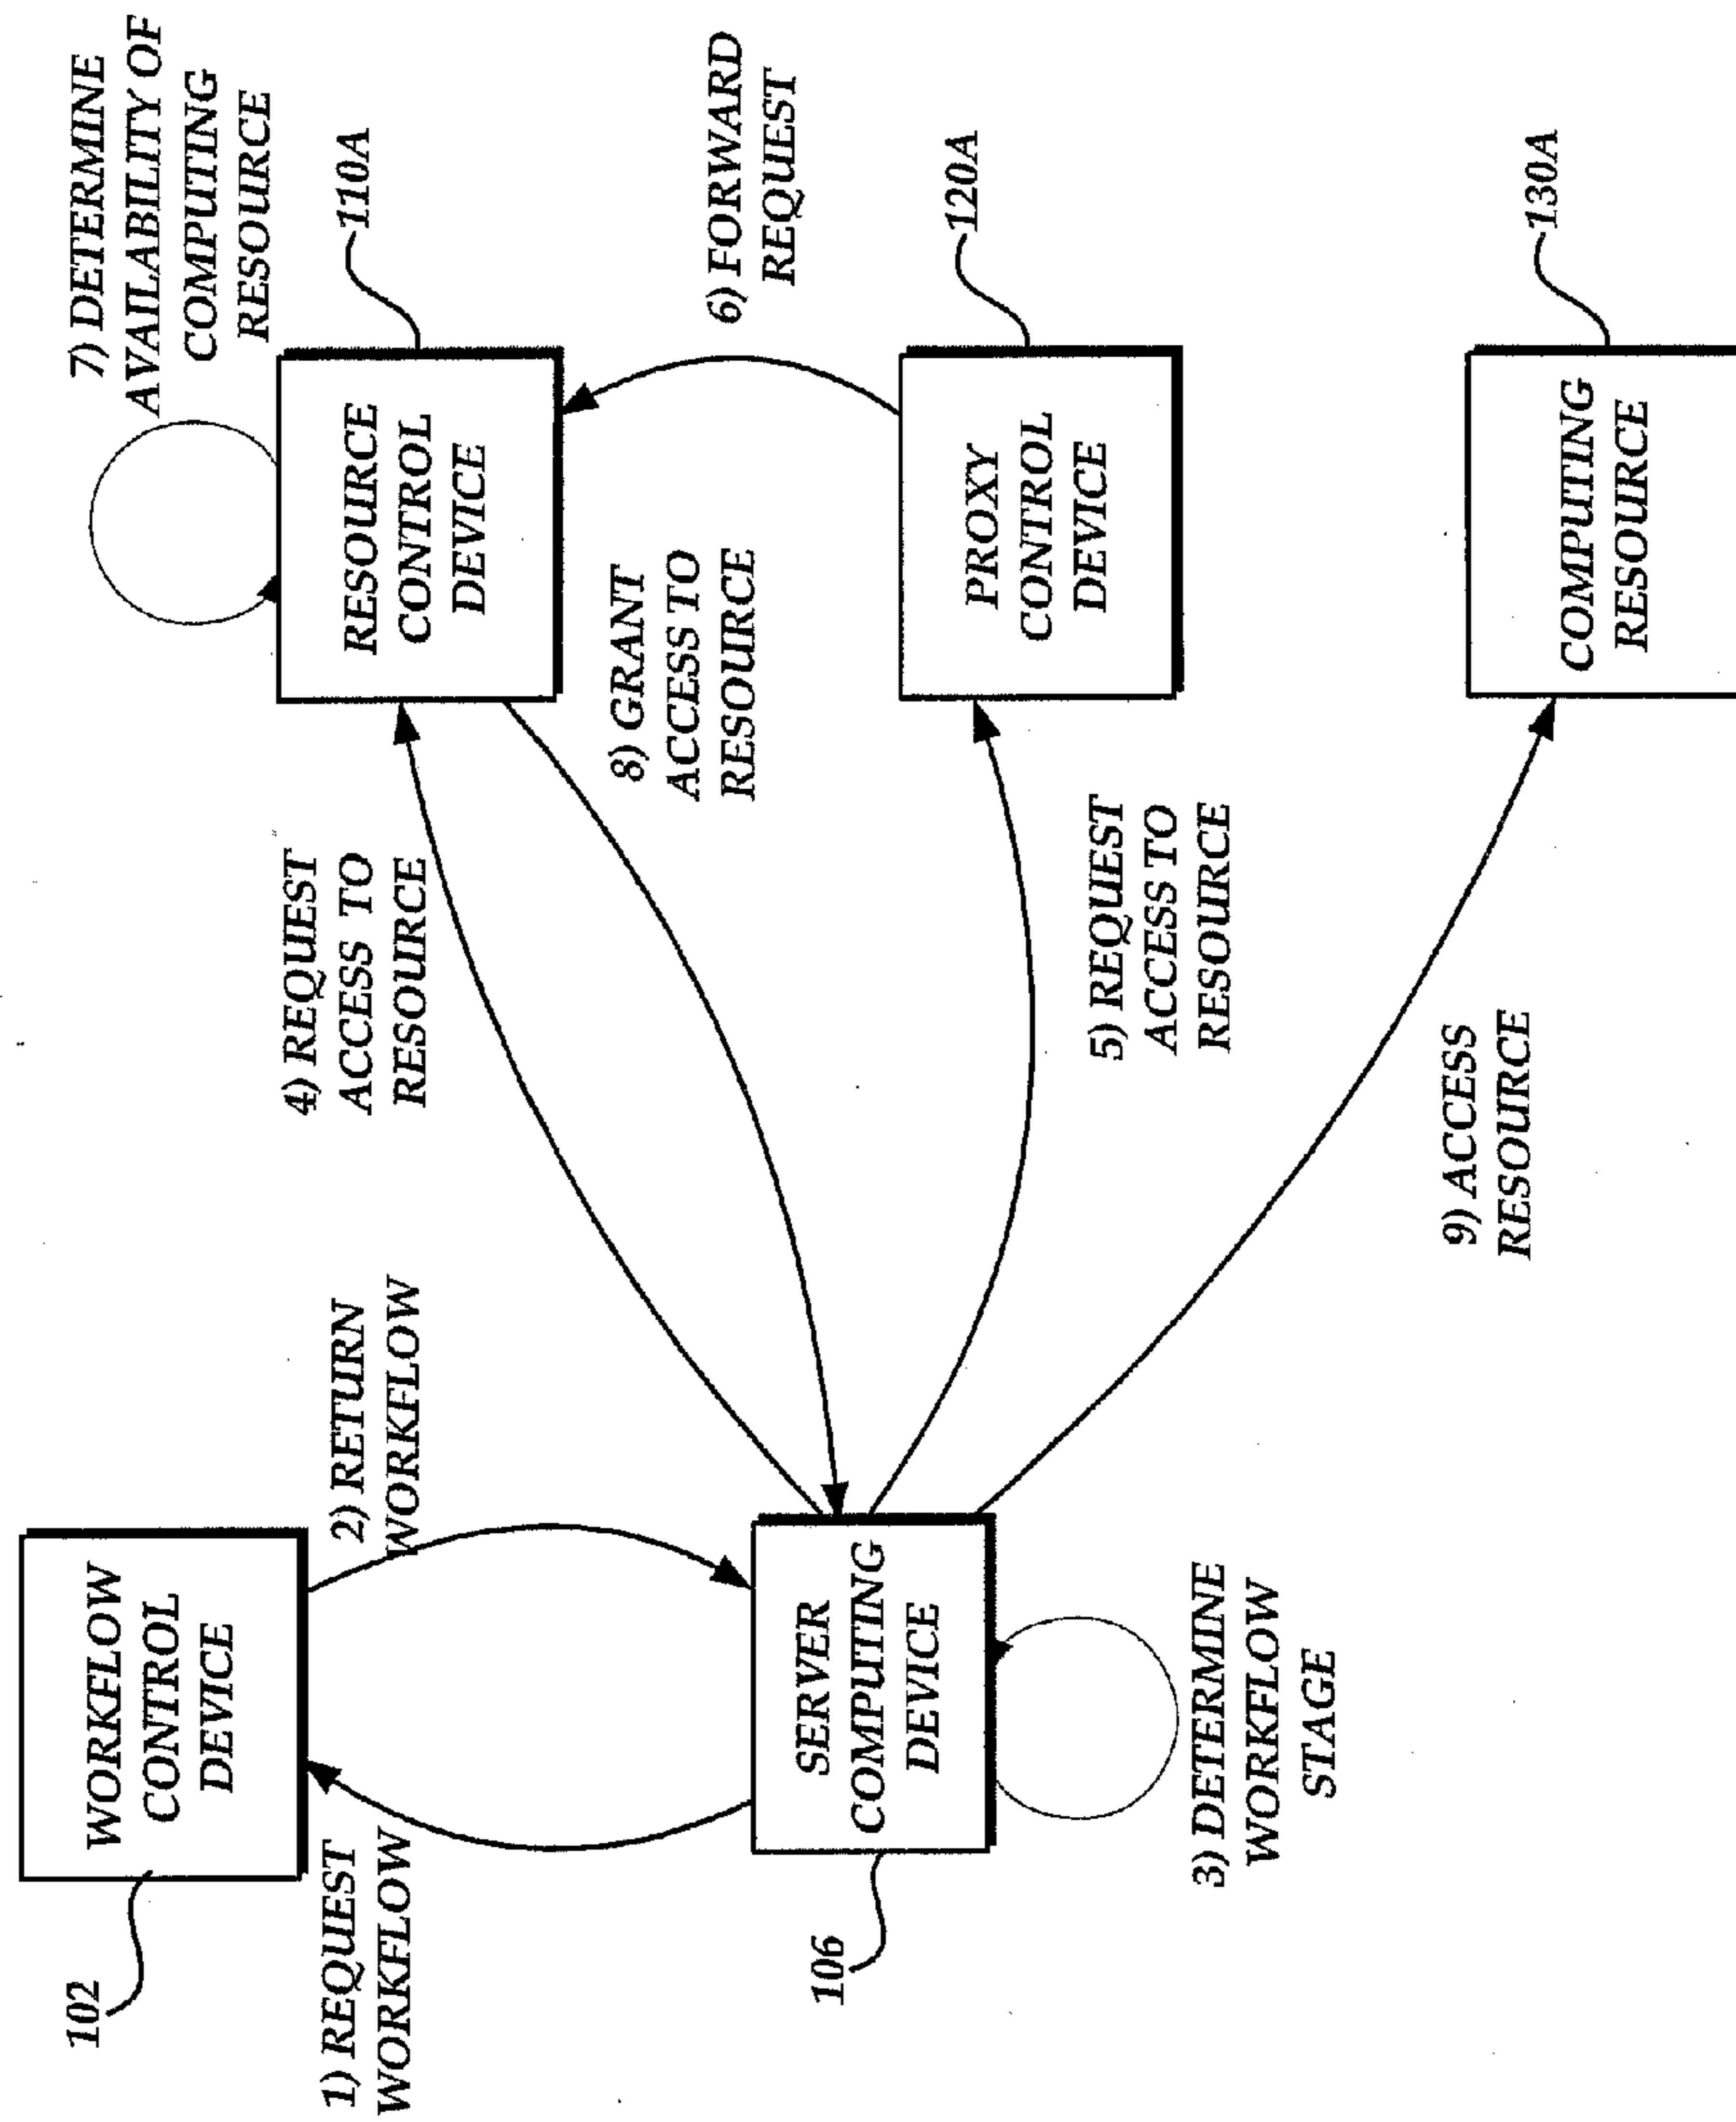 102
WORKFLOW
CONTROL
DEVICE
1) REQUEST
WORKFLOW
2) RETURN
WORKFLOW
106
SERVER
COMPUTING
DEVICE
3) DETERMINE
WORKFLOW
STAGE
4) REQUEST
ACCESS TO
RESOURCE
5) REQUEST
ACCESS TO
RESOURCE
6) FORWARD
REQUEST
7) DETERMINE
AVAILABILITY OF
COMPUTING
RESOURCE
RESOURCE
CONTROL
DEVICE
110A
8) GRANT
ACCESS TO
RESOURCE
PROXY
CONTROL
DEVICE
120A
9) ACCESS
RESOURCE
COMPUTING
RESOURCE
130A